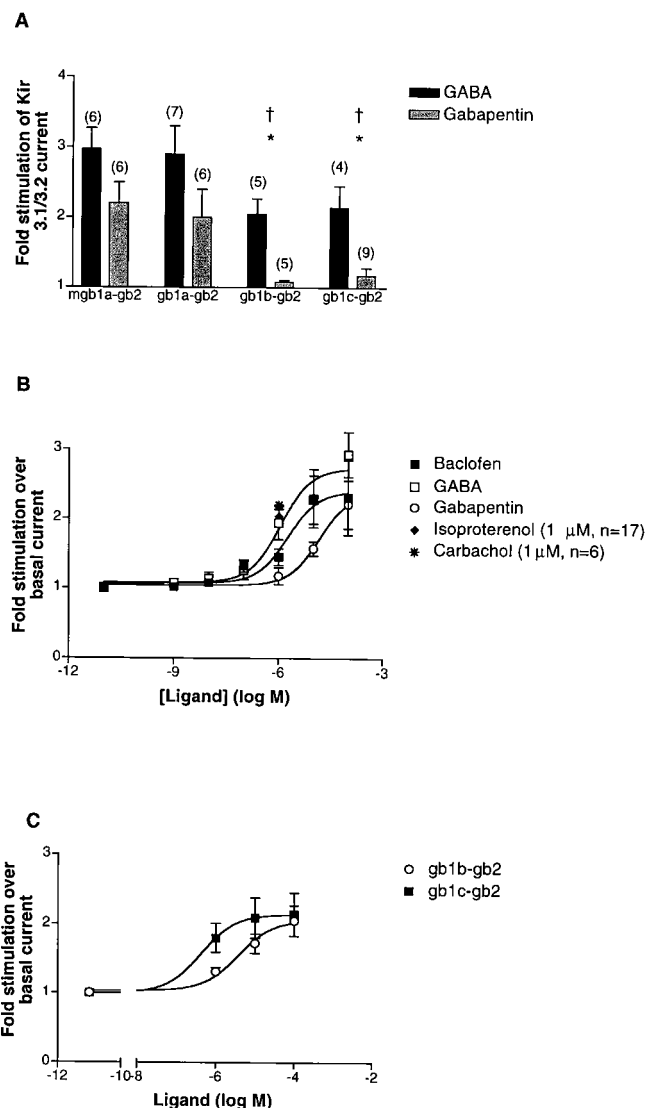 A
Fold stimulation of Kir
3.1/3.2 current
4
3
2
1
(6)
(6)
(7)
(6)
(5)
(5)
(4)
(9)
†
*
†
*
mgb1a-gb2
gb1a-gb2
gb1b-gb2
gb1c-gb2
GABA
Gabapentin
B
Fold stimulation over
basal current
3
2
1
0
-12
-9
-6
-3
[Ligand] (log M)
Baclofen
GABA
Gabapentin
Isoproterenol (1 μM, n=17)
Carbachol (1 μM, n=6)
C
Fold stimulation over
basal current
3
2
1
0
-12
-10
-8
-6
-4
-2
Ligand (log M)
gb1b-gb2
gb1c-gb2